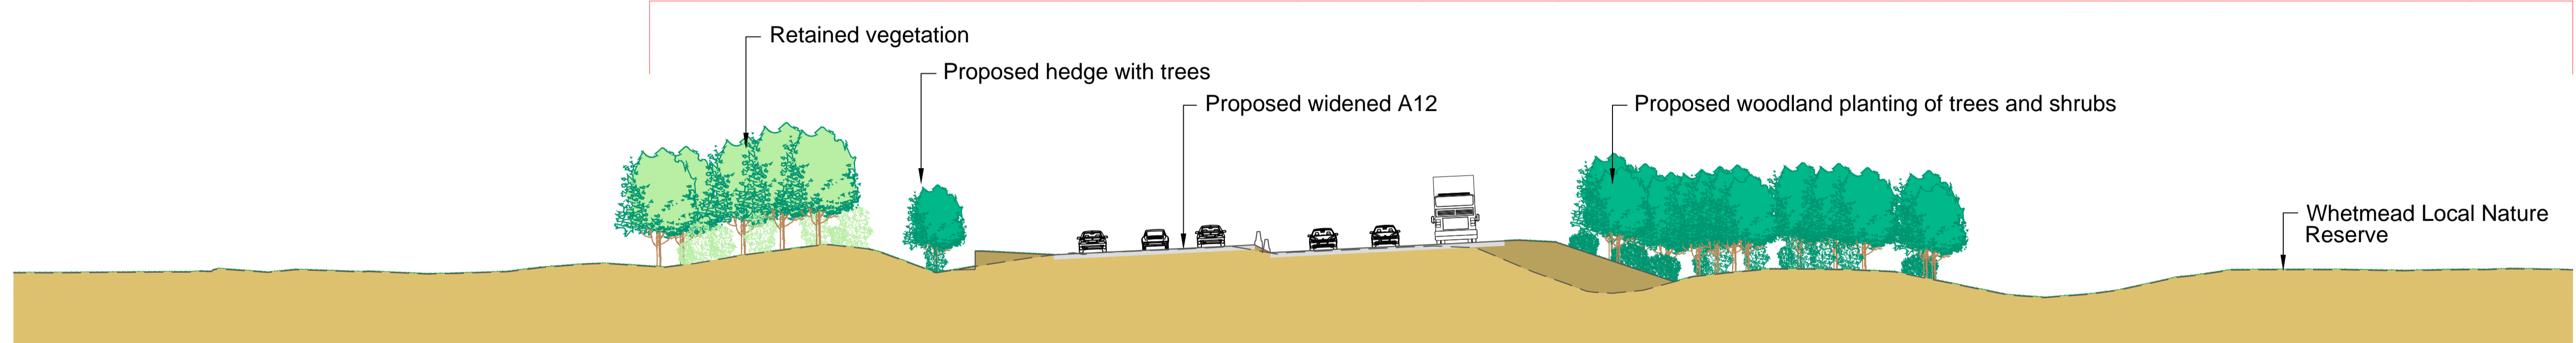 Retained vegetation
Proposed hedge with trees
Proposed widened A12
Proposed woodland planting of trees and shrubs
Whetmead Local Nature
Reserve